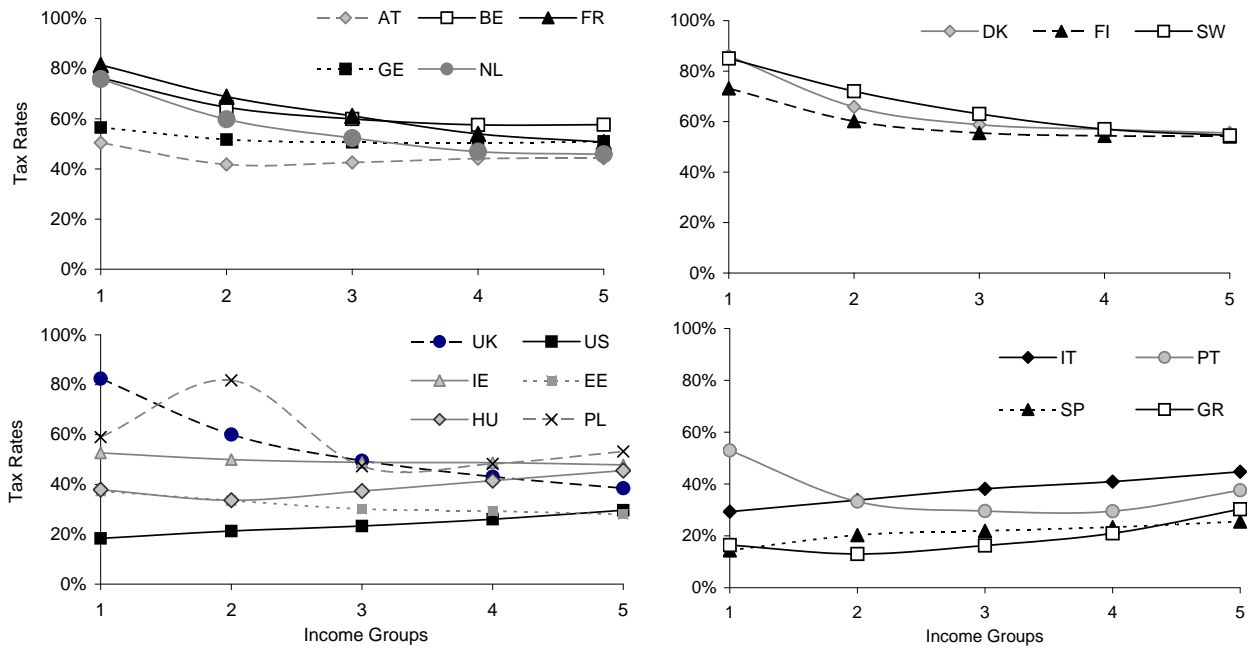 100%
80%
60%
40%
20%
0%
Tax Rates
AT BE FR
GE NL
1 2 3 4 5
100%
80%
60%
40%
20%
0%
DK FI SW
1 2 3 4 5
100%
80%
60%
40%
20%
0%
Tax Rates
UK US
IE EE
HU PL
1 2 3 4 5
Income Groups
100%
80%
60%
40%
20%
0%
IT PT
SP GR
1 2 3 4 5
Income Groups